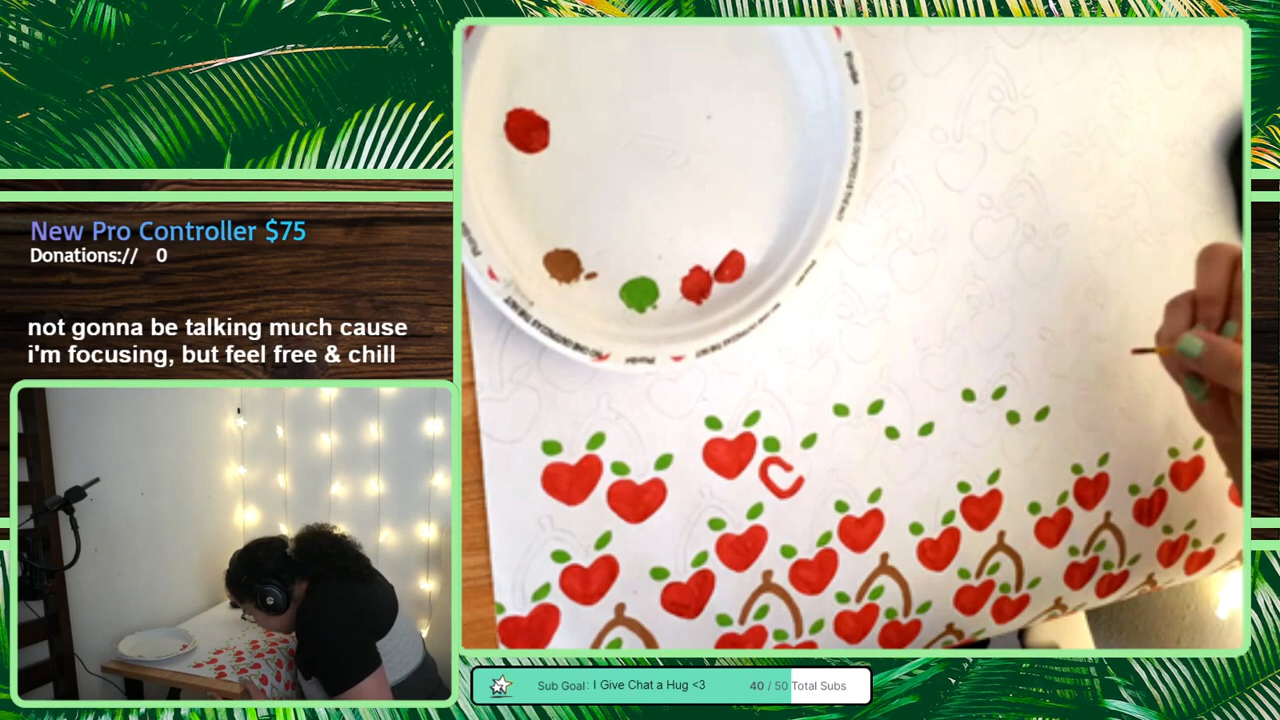 New Pro Controller $75
Donations:// 0
not gonna be talking much cause
i'm focusing, but feel free & chill
Sub Goal: I Give Chat a Hug <3 40 / 50 Total Subs